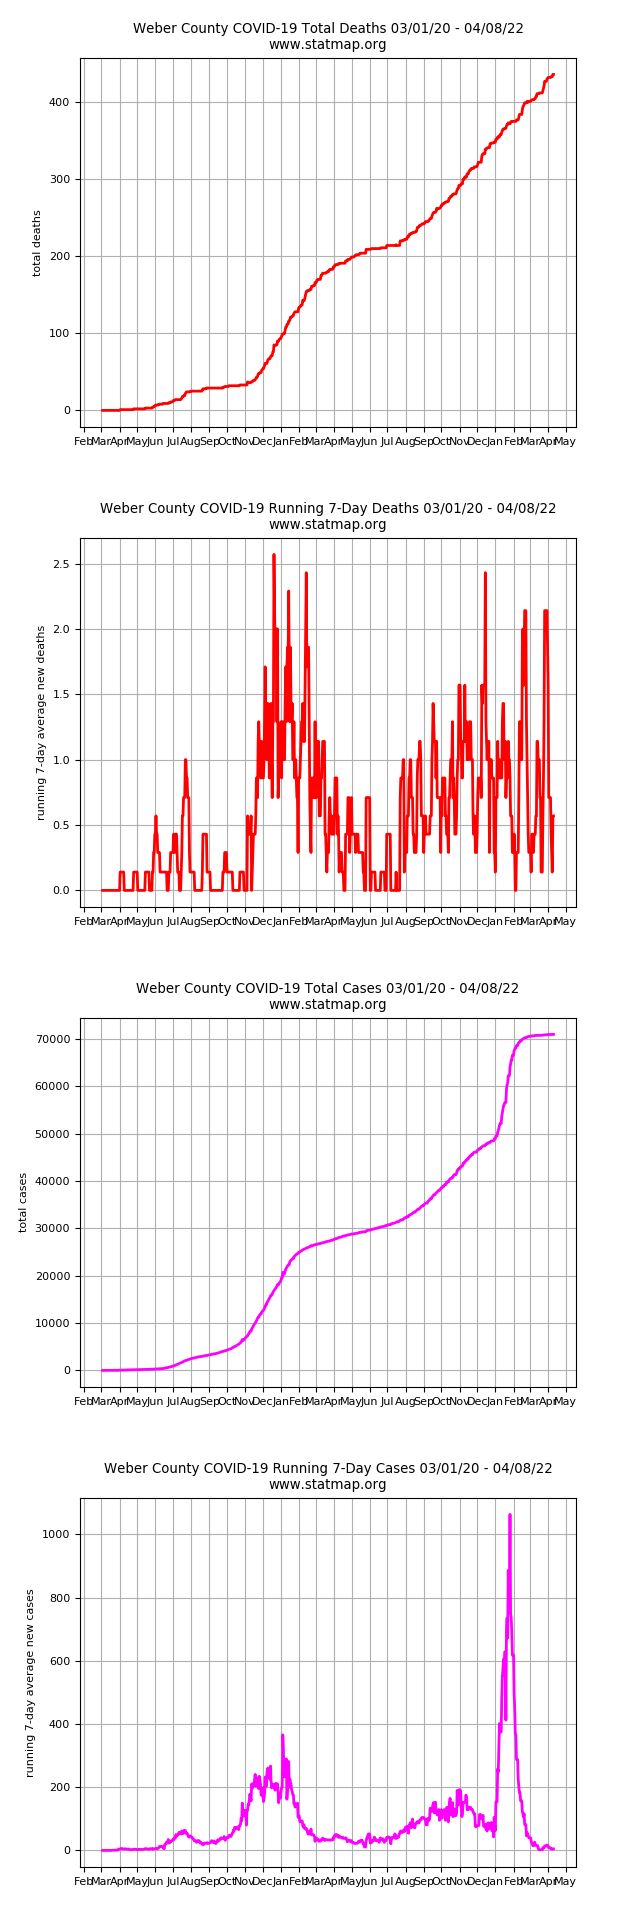 Weber County COVID-19 Total Deaths 03/01/20 - 04/08/22
www.statmap.org
400
300
200
100
0
total deaths
Feb Mar Apr May Jun Jul Aug Sep Oct Nov Dec Jan Feb Mar Apr May Jun Jul Aug Sep Oct Nov Dec Jan Feb Mar Apr May
Weber County COVID-19 Running 7-Day Deaths 03/01/20 - 04/08/22
www.statmap.org
2.5
2.0
1.5
1.0
0.5
0.0
running 7-day average new deaths
Feb Mar Apr May Jun Jul Aug Sep Oct Nov Dec Jan Feb Mar Apr May Jun Jul Aug Sep Oct Nov Dec Jan Feb Mar Apr May
Weber County COVID-19 Total Cases 03/01/20 - 04/08/22
www.statmap.org
70000
60000
50000
40000
30000
20000
10000
0
total cases
Feb Mar Apr May Jun Jul Aug Sep Oct Nov Dec Jan Feb Mar Apr May Jun Jul Aug Sep Oct Nov Dec Jan Feb Mar Apr May
Weber County COVID-19 Running 7-Day Cases 03/01/20 - 04/08/22
www.statmap.org
1000
800
600
400
200
0
running 7-day average new cases
Feb Mar Apr May Jun Jul Aug Sep Oct Nov Dec Jan Feb Mar Apr May Jun Jul Aug Sep Oct Nov Dec Jan Feb Mar Apr May